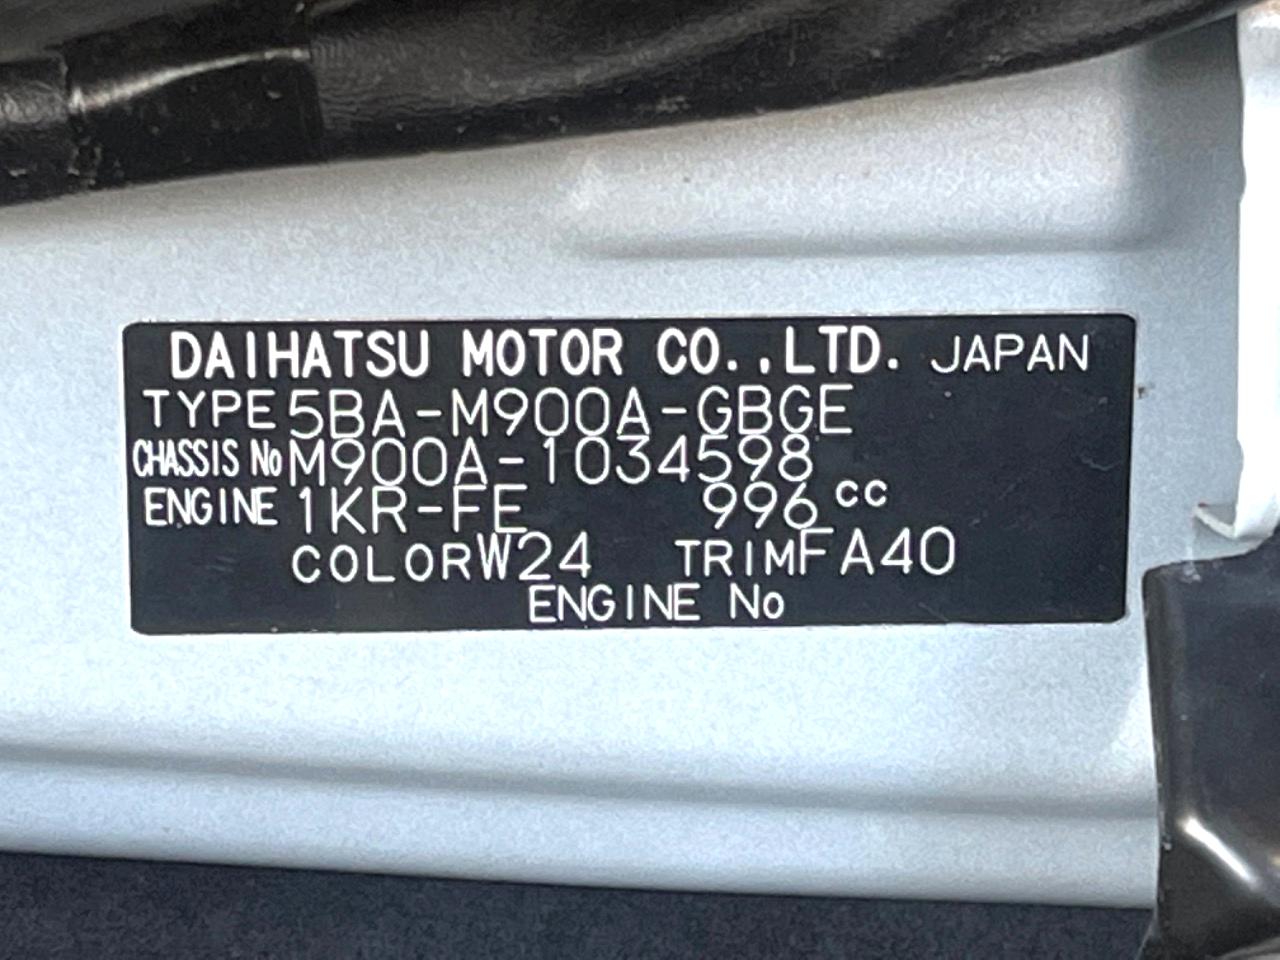 DAIHATSU MOTOR CO.,LTD. JAPAN
TYPE 5BA-M900A-GBGE
CHASSIS No M900A-1034598
ENGINE 1KR-FE 996 cc
COLOR W24 TRIM FA40
ENGINE No